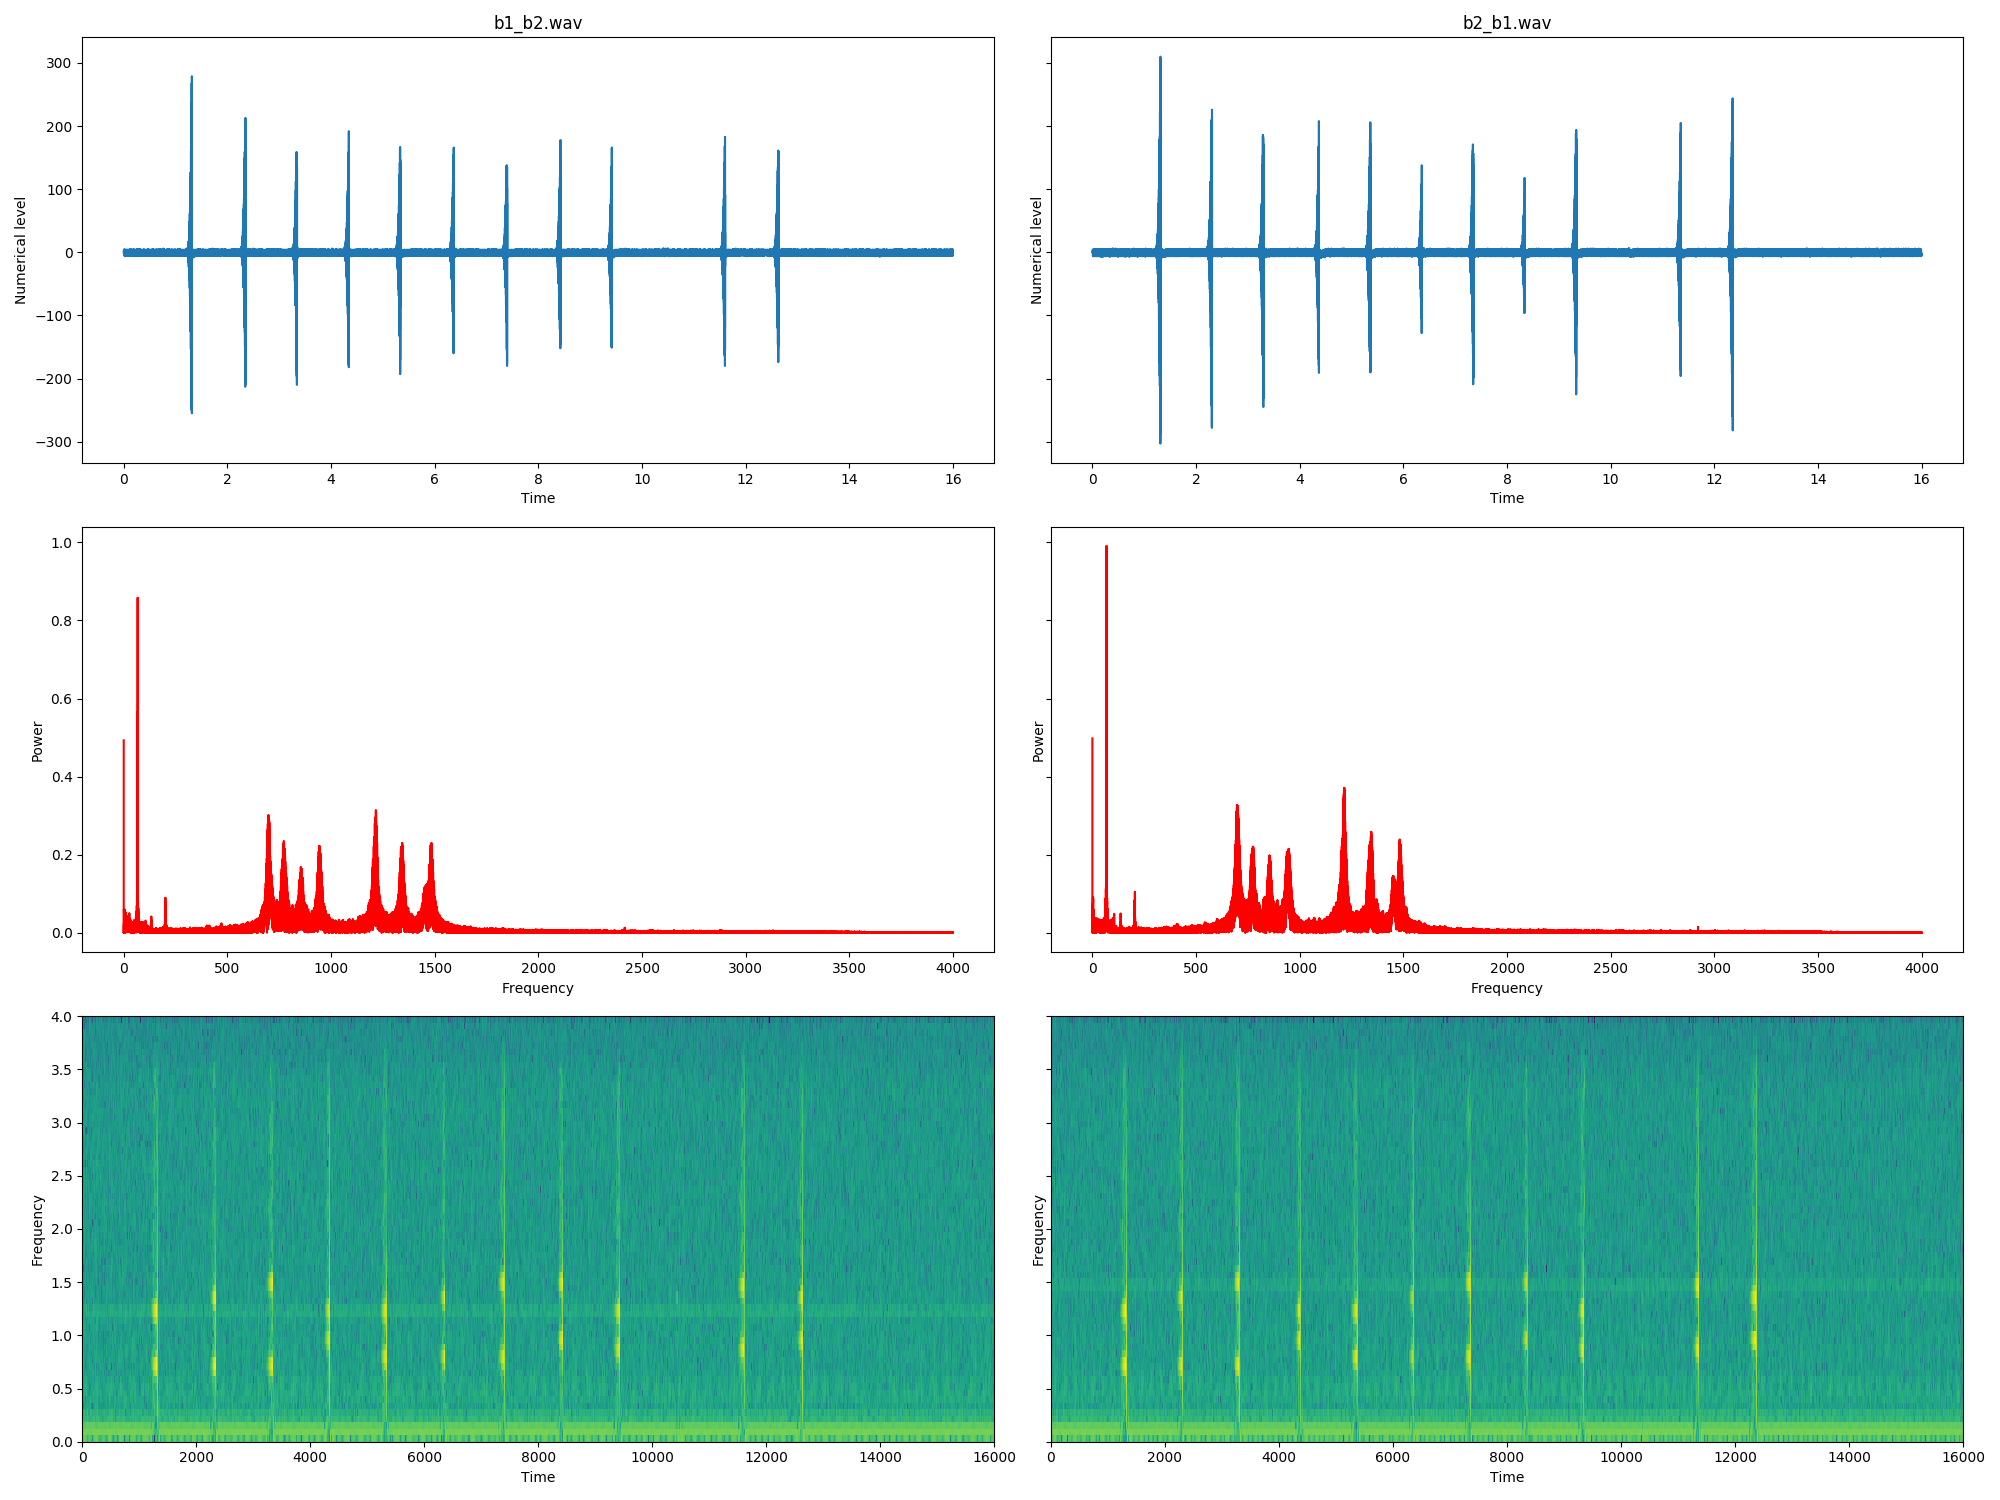 b1_b2.wav
b2_b1.wav
300
200
100
0
−100
−200
−300
Numerical level
Numerical level
0 2 4 6 8 10 12 14 16
0 2 4 6 8 10 12 14 16
Time
Time
1.0
0.8
0.6
0.4
0.2
0.0
Power
Power
0 500 1000 1500 2000 2500 3000 3500 4000
0 500 1000 1500 2000 2500 3000 3500 4000
Frequency
Frequency
4.0
3.5
3.0
2.5
2.0
1.5
1.0
0.5
0.0
Frequency
Frequency
0 2000 4000 6000 8000 10000 12000 14000 16000
0 2000 4000 6000 8000 10000 12000 14000 16000
Time
Time